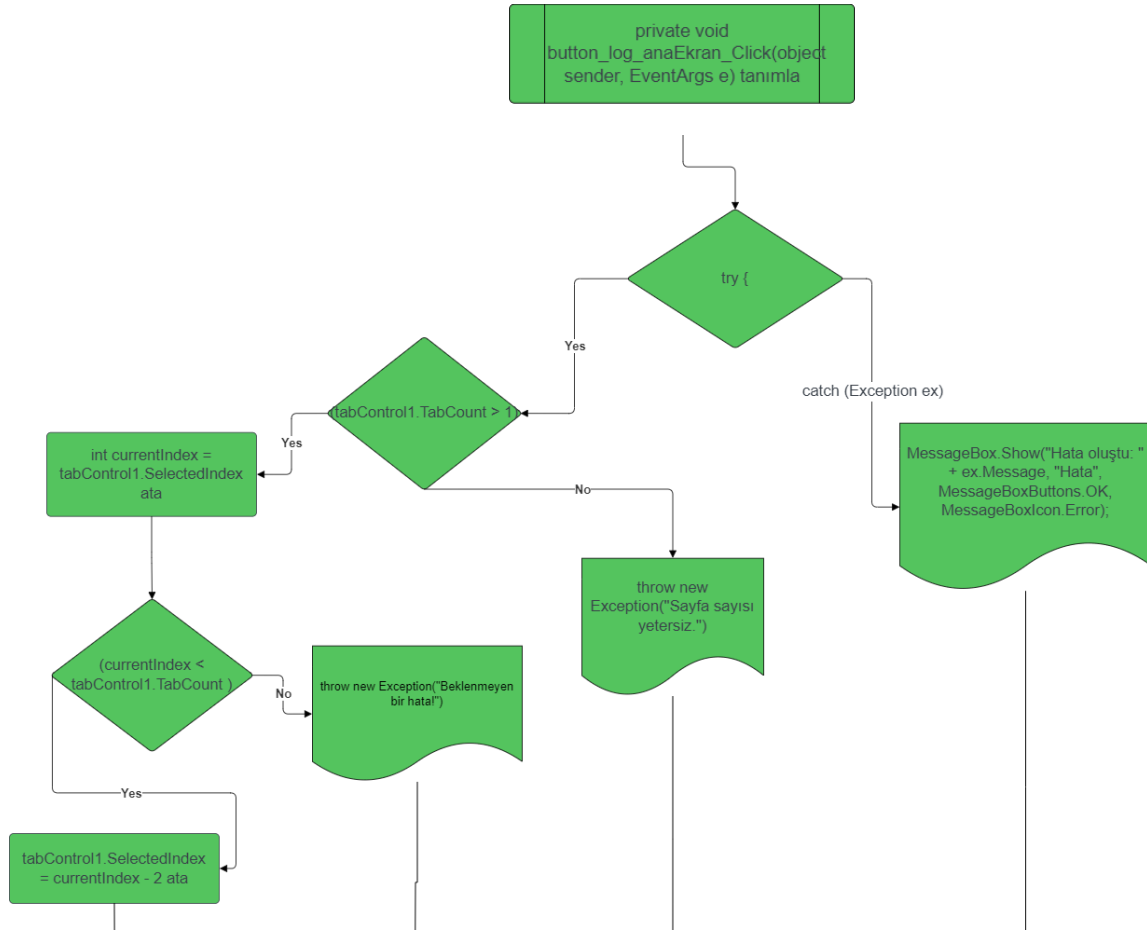 private void
button_log_anaEkran_Click(object
sender, EventArgs e) tanımla
try {
Yes
catch (Exception ex)
(tabControl1.TabCount > 1)
Yes
No
int currentIndex =
tabControl1.SelectedIndex
ata
MessageBox.Show("Hata oluştu: "
+ ex.Message, "Hata",
MessageBoxButtons.OK,
MessageBoxIcon.Error);
throw new
Exception("Sayfa sayısı
yetersiz.")
(currentIndex <
tabControl1.TabCount )
No
throw new Exception("Beklenmeyen
bir hata!")
Yes
tabControl1.SelectedIndex
= currentIndex - 2 ata